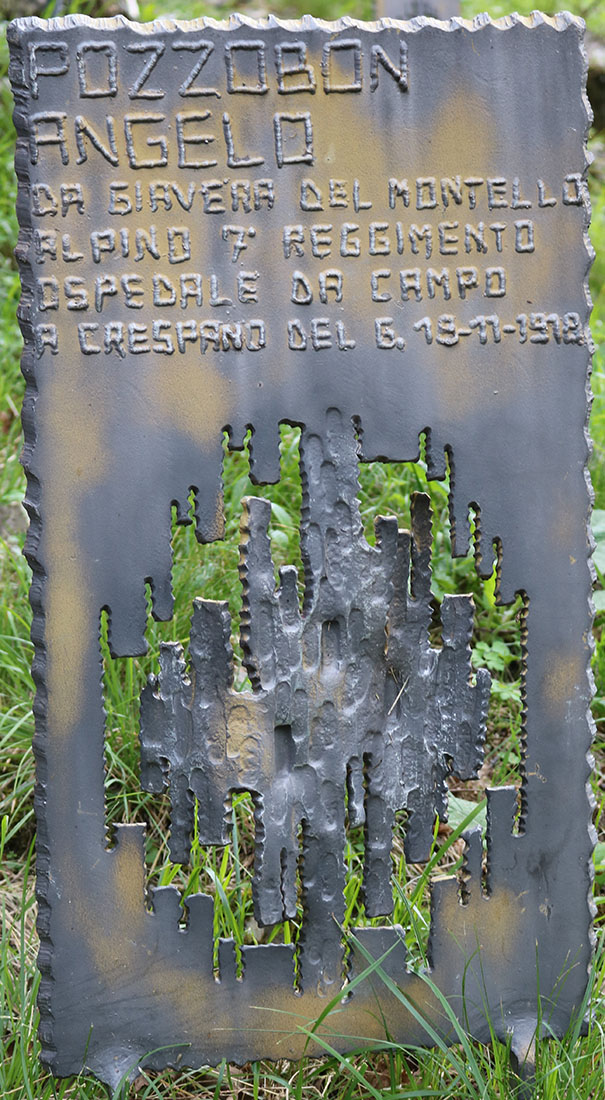 POZZOBON
ANGELO
DA GIAVERA DEL MONTELLO
ALPINO 7° REGGIMENTO
OSPEDALE DA CAMPO
A CRESPANO DEL G. 19-11-1918